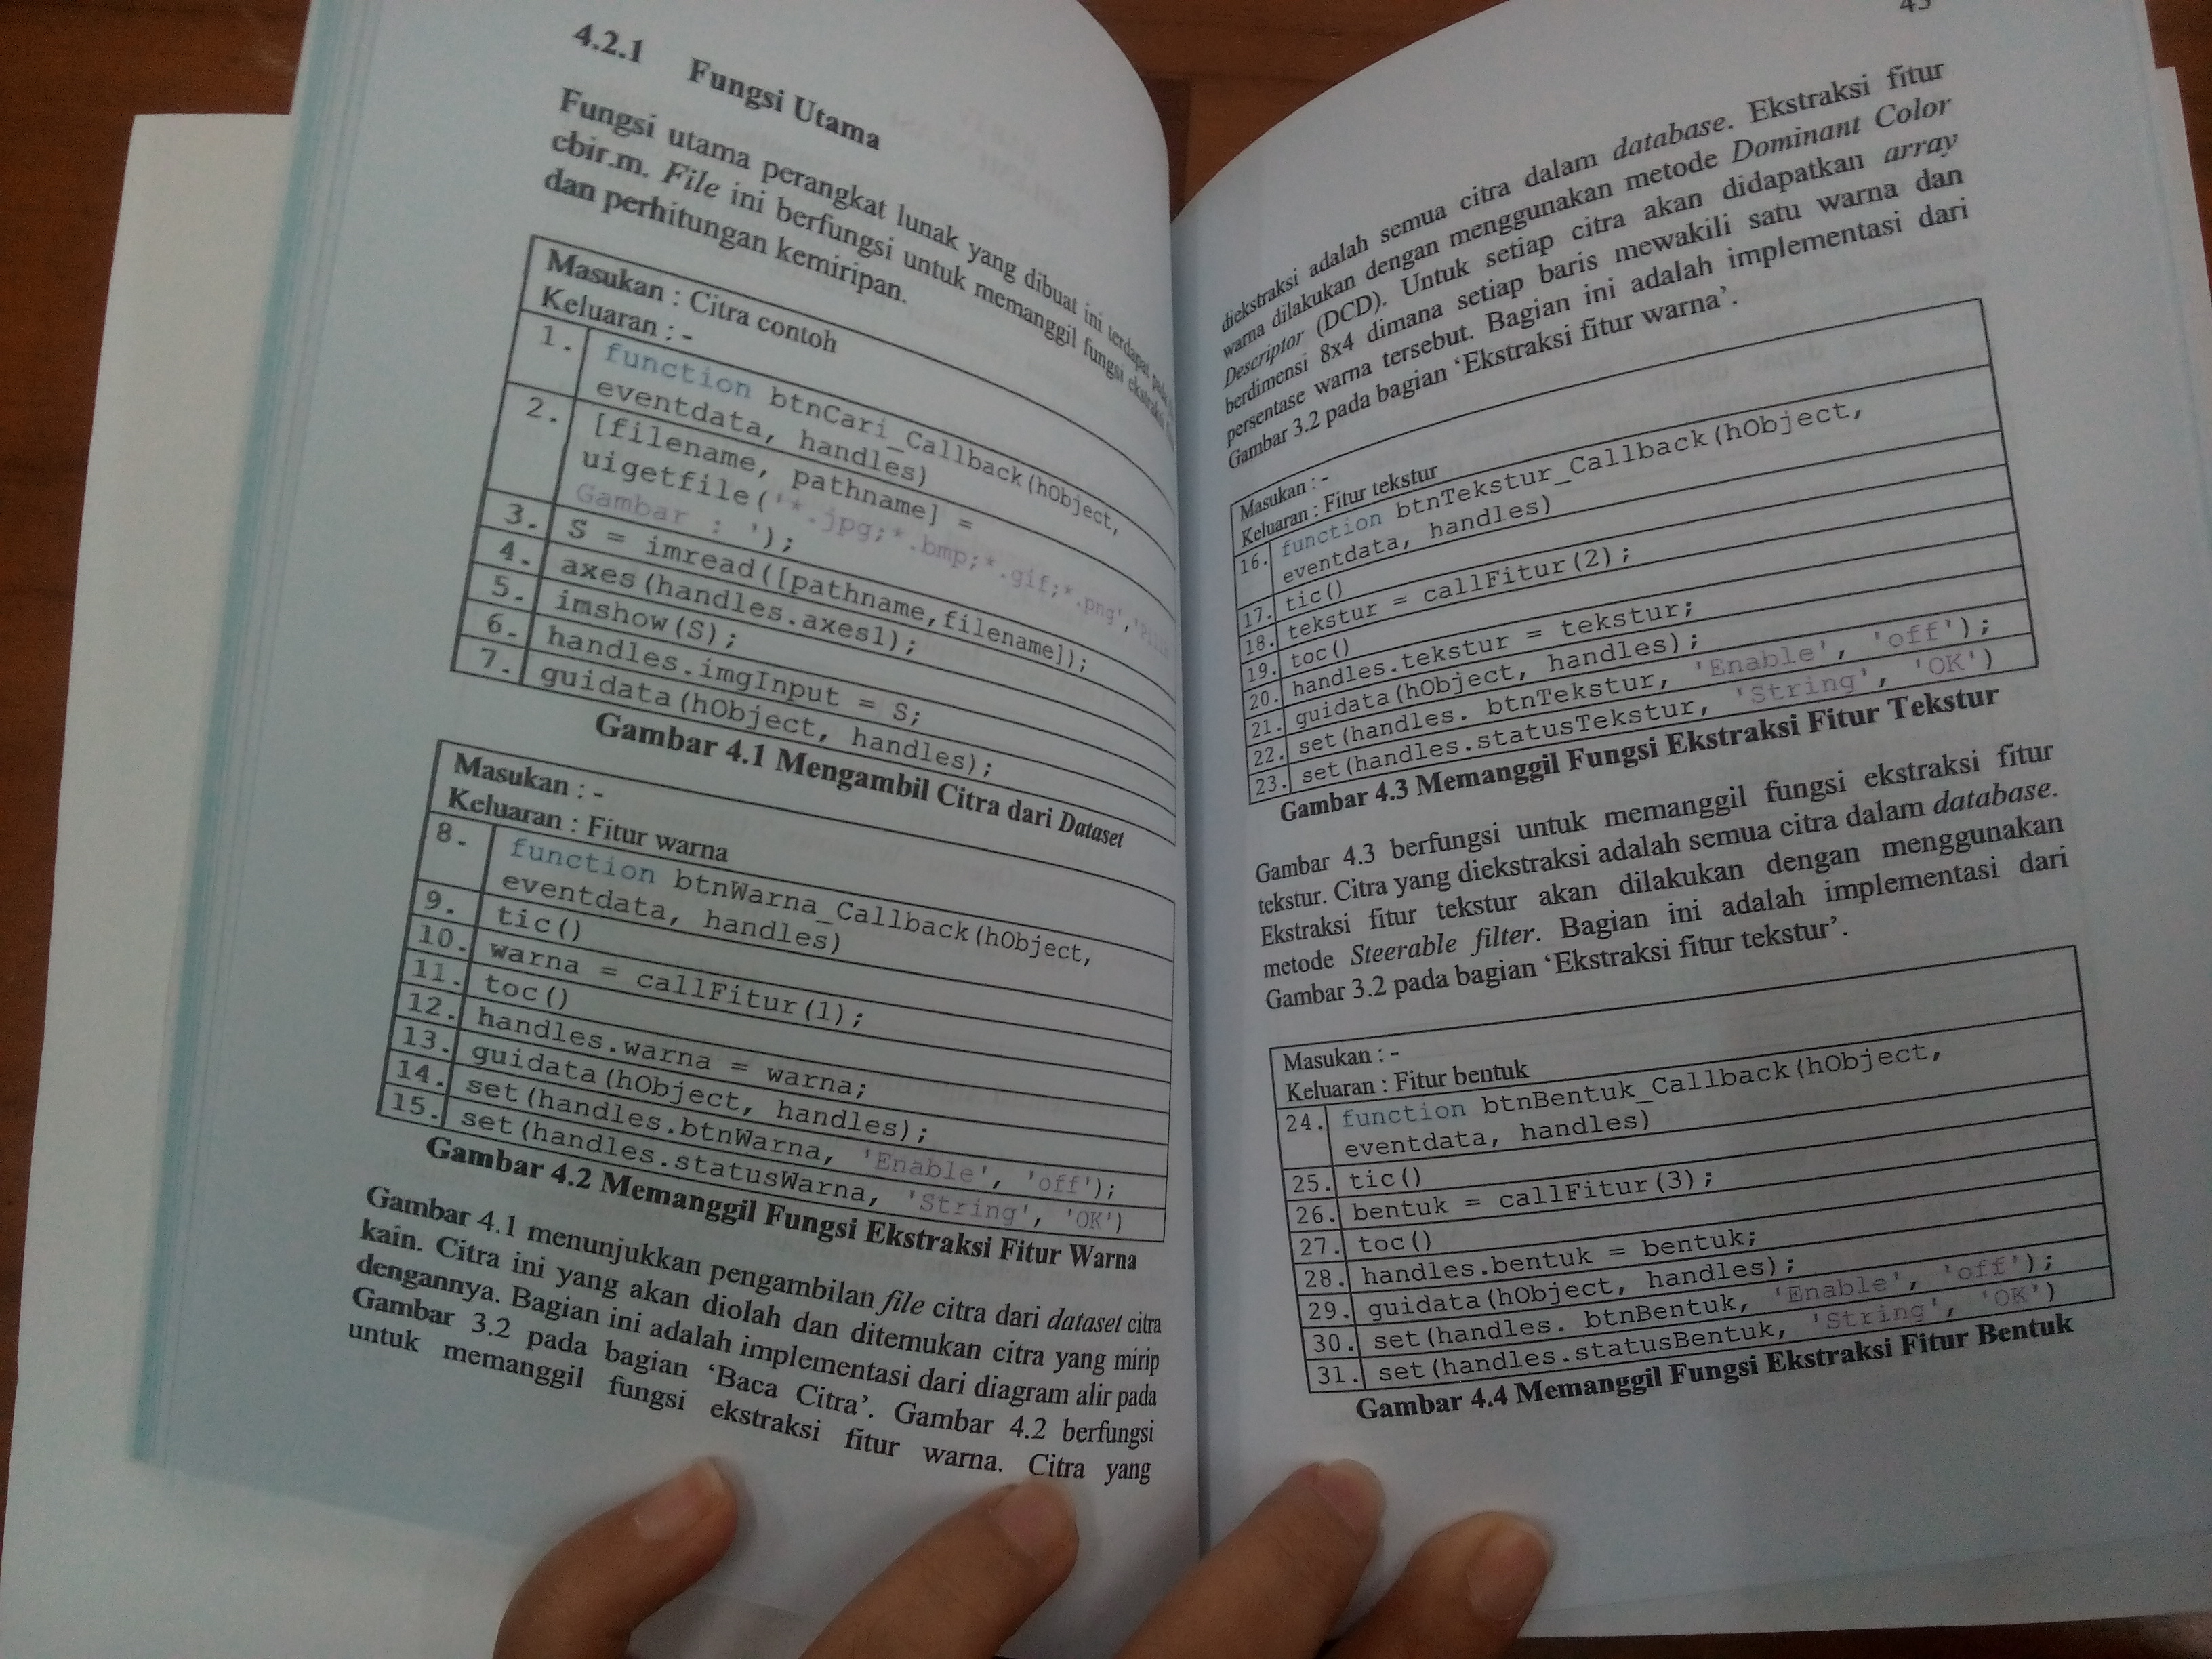 4.2.1 Fungsi Utama
Fungsi utama perangkat lunak yang dibuat ini terdapat pada
cbir.m. File ini berfungsi untuk memanggil fungsi ekstraksi
dan perhitungan kemiripan.
Masukan : Citra contoh
Keluaran : -
1. function btnCari_Callback(hObject,
eventdata, handles)
2. [filename, pathname] =
uigetfile('*.jpg;*.bmp;*.gif;*.png',
Gambar : ');
3. S = imread([pathname,filename]);
4. axes(handles.axes1);
5. imshow(S);
6. handles.imgInput = S;
7. guidata(hObject, handles);
Gambar 4.1 Mengambil Citra dari Dataset
Masukan : -
Keluaran : Fitur warna
8. function btnWarna_Callback(hObject,
eventdata, handles)
9. tic()
10. warna = callFitur(1);
11. toc()
12. handles.warna = warna;
13. guidata(hObject, handles);
14. set(handles.btnWarna, 'Enable', 'off');
15. set(handles.statusWarna, 'String', 'OK')
Gambar 4.2 Memanggil Fungsi Ekstraksi Fitur Warna
Gambar 4.1 menunjukkan pengambilan file citra dari dataset citra
kain. Citra ini yang akan diolah dan ditemukan citra yang mirip
dengannya. Bagian ini adalah implementasi dari diagram alir pada
Gambar 3.2 pada bagian ‘Baca Citra’. Gambar 4.2 berfungsi
untuk memanggil fungsi ekstraksi fitur warna. Citra yang
diekstraksi adalah semua citra dalam database. Ekstraksi fitur
warna dilakukan dengan menggunakan metode Dominant Color
Descriptor (DCD). Untuk setiap citra akan didapatkan array
berdimensi 8x4 dimana setiap baris mewakili satu warna dan
persentase warna tersebut. Bagian ini adalah implementasi dari
Gambar 3.2 pada bagian ‘Ekstraksi fitur warna’.
Masukan : -
Keluaran : Fitur tekstur
16. function btnTekstur_Callback(hObject,
eventdata, handles)
17. tic()
18. tekstur = callFitur(2);
19. toc()
20. handles.tekstur = tekstur;
21. guidata(hObject, handles);
22. set(handles. btnTekstur, 'Enable', 'off');
23. set(handles.statusTekstur, 'String', 'OK')
Gambar 4.3 Memanggil Fungsi Ekstraksi Fitur Tekstur
Gambar 4.3 berfungsi untuk memanggil fungsi ekstraksi fitur
tekstur. Citra yang diekstraksi adalah semua citra dalam database.
Ekstraksi fitur tekstur akan dilakukan dengan menggunakan
metode Steerable filter. Bagian ini adalah implementasi dari
Gambar 3.2 pada bagian ‘Ekstraksi fitur tekstur’.
Masukan : -
Keluaran : Fitur bentuk
24. function btnBentuk_Callback(hObject,
eventdata, handles)
25. tic()
26. bentuk = callFitur(3);
27. toc()
28. handles.bentuk = bentuk;
29. guidata(hObject, handles);
30. set(handles. btnBentuk, 'Enable', 'off');
31. set(handles.statusBentuk, 'String', 'OK')
Gambar 4.4 Memanggil Fungsi Ekstraksi Fitur Bentuk